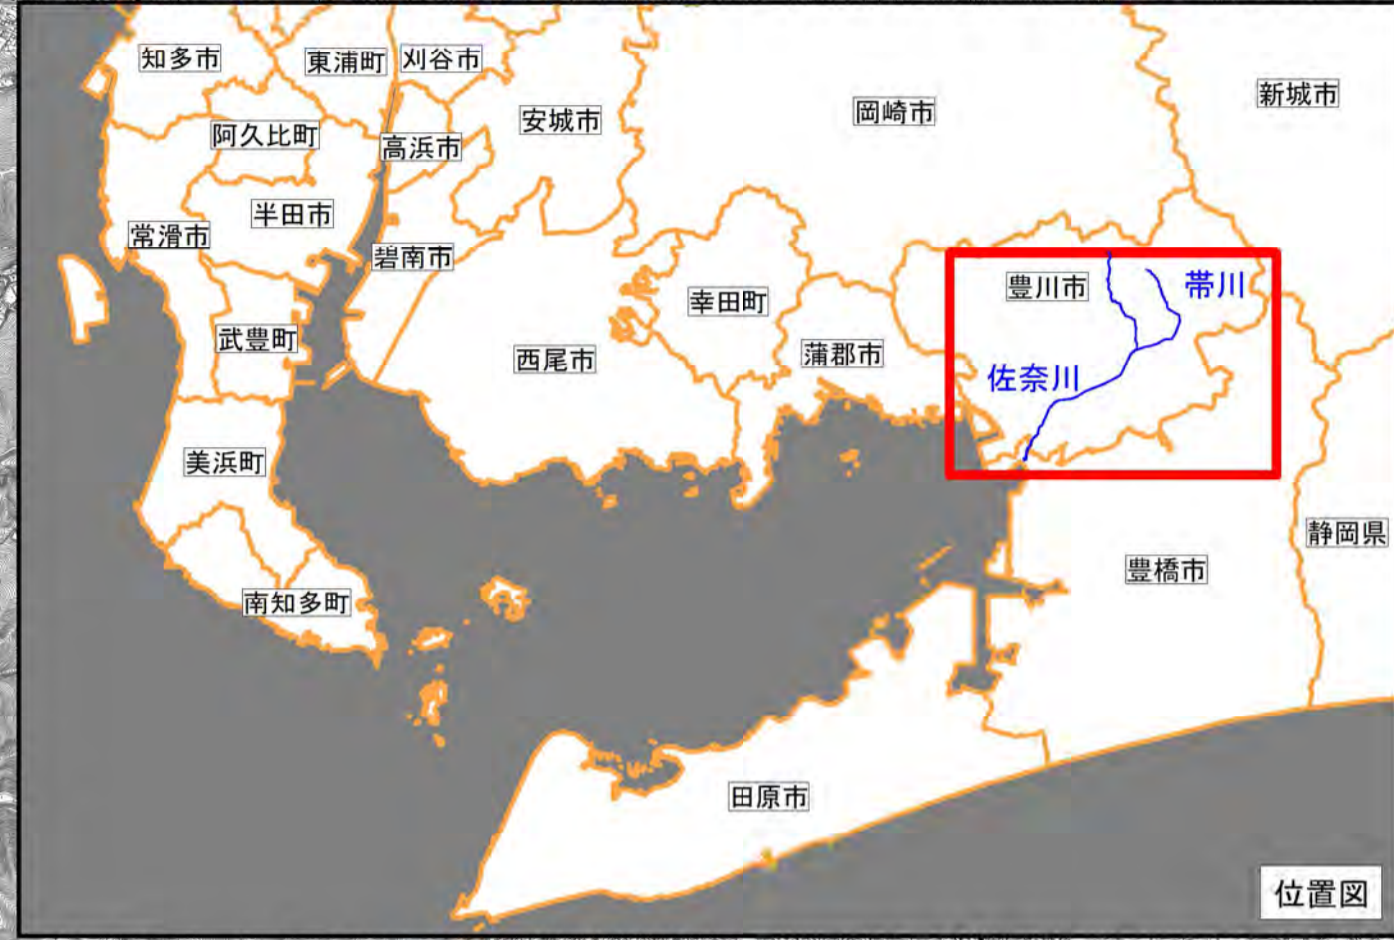 知多市
東浦町
刈谷市
新城市
岡崎市
安城市
阿久比町
高浜市
半田市
常滑市
碧南市
豊川市
帯川
幸田町
武豊町
西尾市
蒲郡市
佐奈川
美浜町
静岡県
豊橋市
南知多町
田原市
位置図